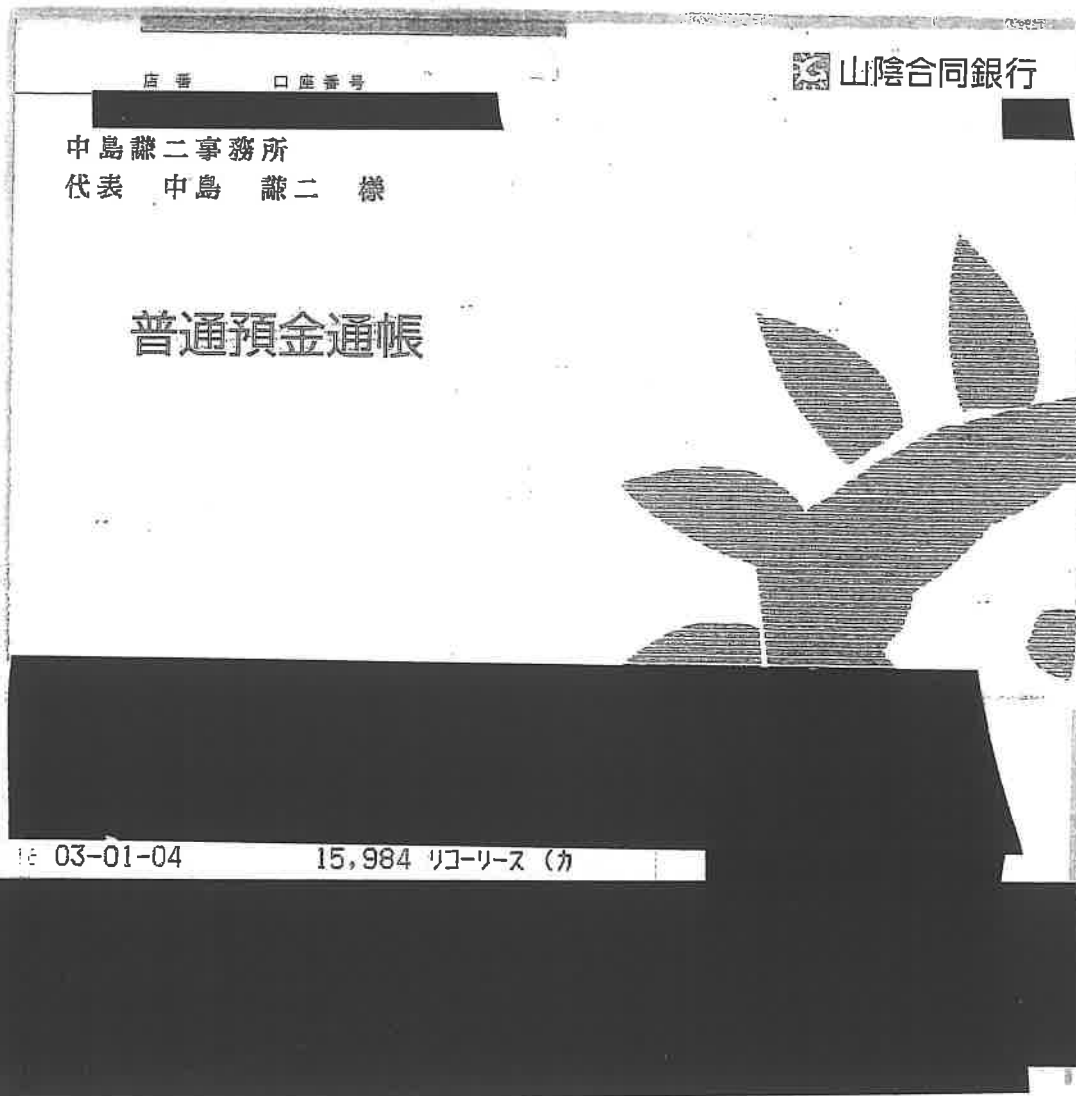 店番 口座番号
山陰合同銀行
中島謙二事務所
代表 中島 謙二 様
普通預金通帳
03-01-04 15,984 リコーリース (カ